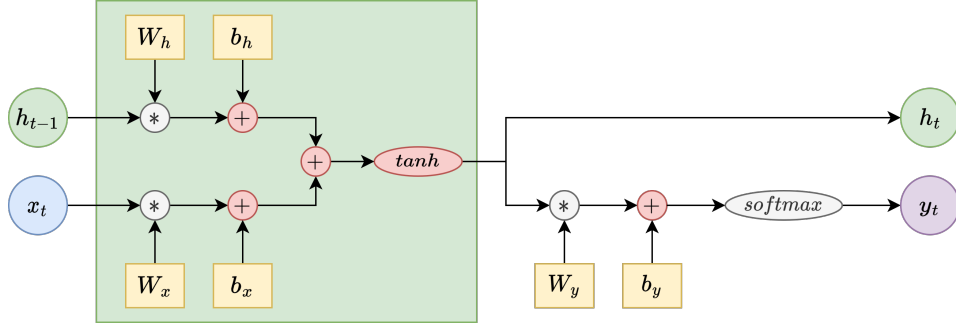 W_h b_h
h_{t-1} * + h_t
+ tanh
x_t * + * + softmax y_t
W_x b_x W_y b_y